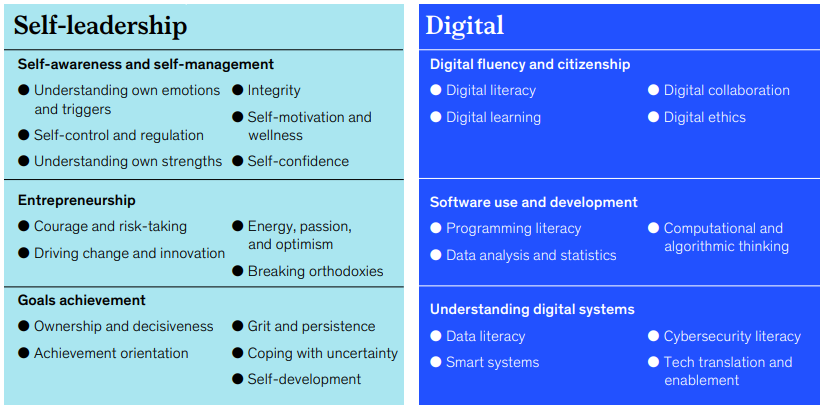 Self-leadership
Self-awareness and self-management
Understanding own emotions
and triggers
Self-control and regulation
Understanding own strengths
Integrity
Self-motivation and
wellness
Self-confidence
Entrepreneurship
Courage and risk-taking
Driving change and innovation
Energy, passion,
and optimism
Breaking orthodoxies
Goals achievement
Ownership and decisiveness
Achievement orientation
Grit and persistence
Coping with uncertainty
Self-development
Digital
Digital fluency and citizenship
Digital literacy
Digital learning
Digital collaboration
Digital ethics
Software use and development
Programming literacy
Data analysis and statistics
Computational and
algorithmic thinking
Understanding digital systems
Data literacy
Smart systems
Cybersecurity literacy
Tech translation and
enablement